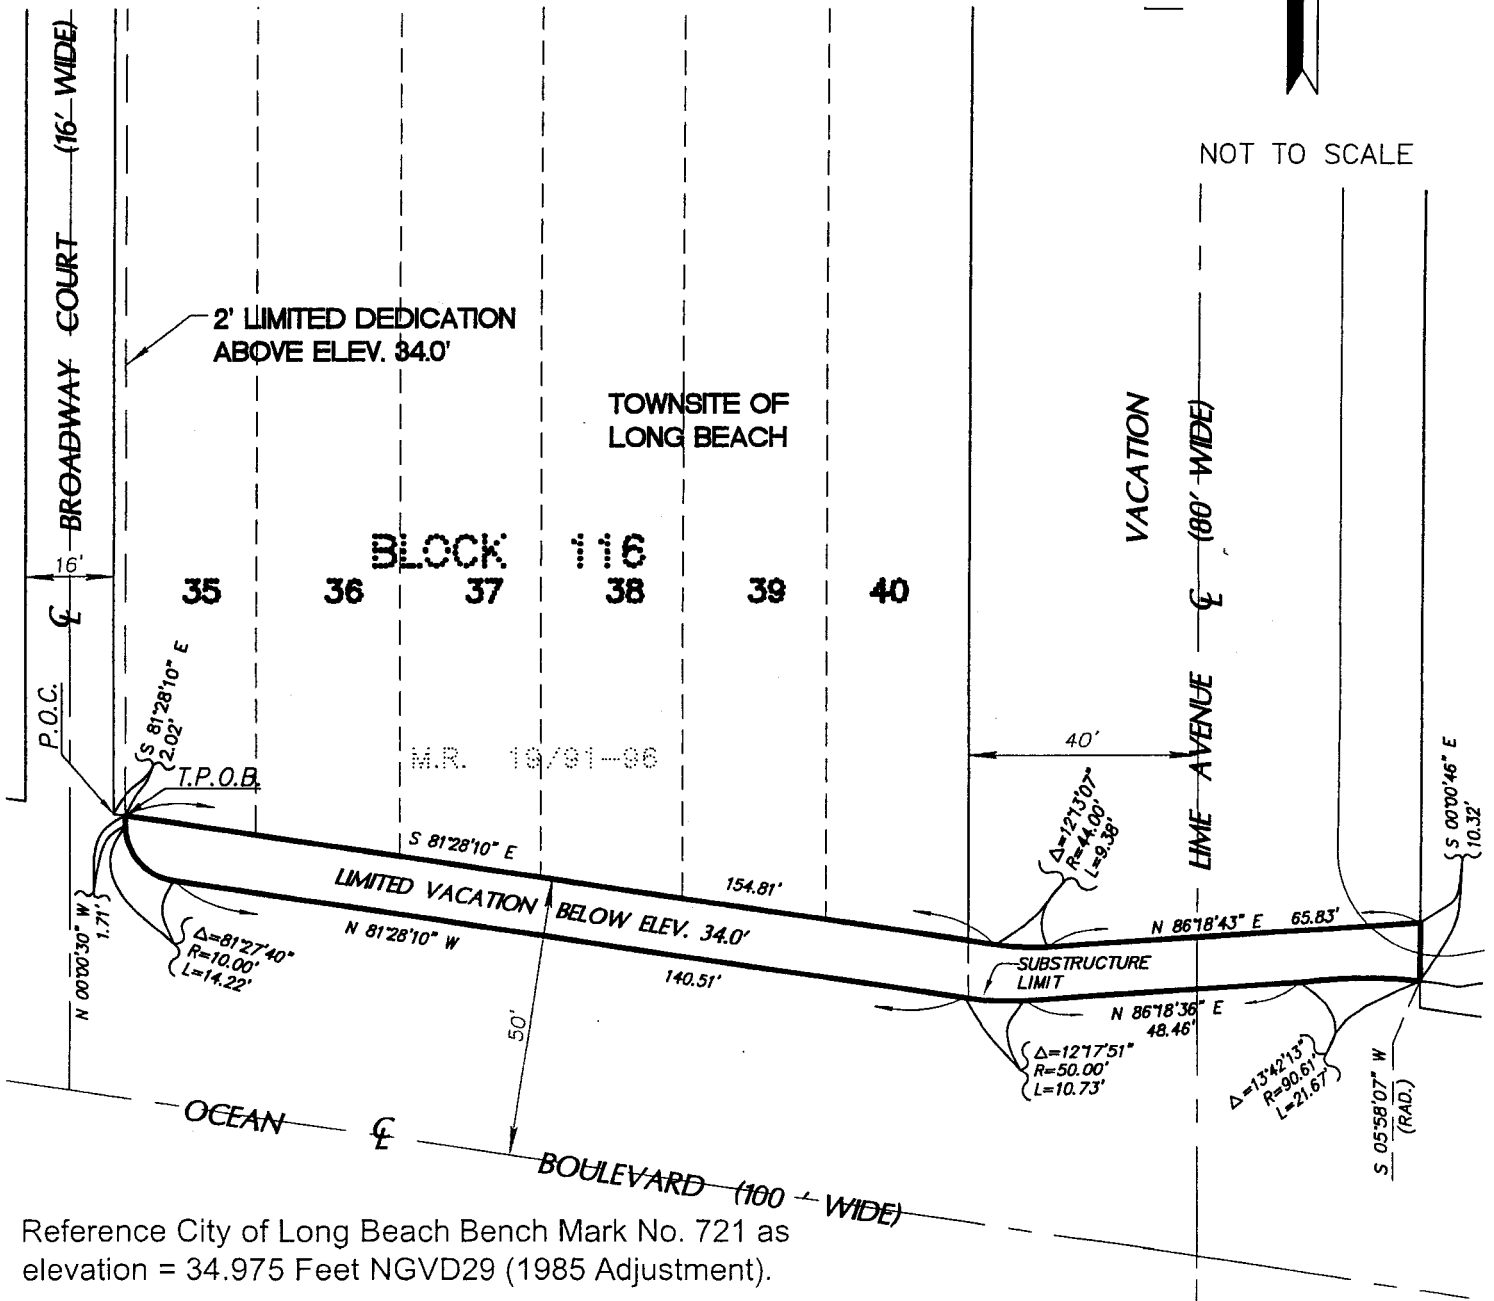 NOT TO SCALE
BROADWAY COURT (16' WIDE)
2' LIMITED DEDICATION
ABOVE ELEV. 34.0'
TOWNSITE OF
LONG BEACH
VACATION
LIME AVENUE ℄ (80' WIDE)
BLOCK 116
16'
℄
35 36 37 38 39 40
P.O.C.
S 81°28'10" E
2.02'
T.P.O.B.
M.R. 19/91-96
40'
Δ=12°13'07"
R=44.00'
L=9.38'
S 00°00'46" E
10.32'
S 81°28'10" E
154.81'
LIMITED VACATION BELOW ELEV. 34.0'
N 86°18'43" E 65.83'
N 00°00'30" W
1.71'
Δ=81°27'40"
R=10.00'
L=14.22'
N 81°28'10" W
140.51'
SUBSTRUCTURE
LIMIT
N 86°18'36" E
48.46'
50'
Δ=12°17'51"
R=50.00'
L=10.73'
Δ=13°42'13"
R=90.61'
L=21.67'
S 05°58'07" W
(RAD.)
OCEAN ℄ BOULEVARD (100' WIDE)
Reference City of Long Beach Bench Mark No. 721 as
elevation = 34.975 Feet NGVD29 (1985 Adjustment).